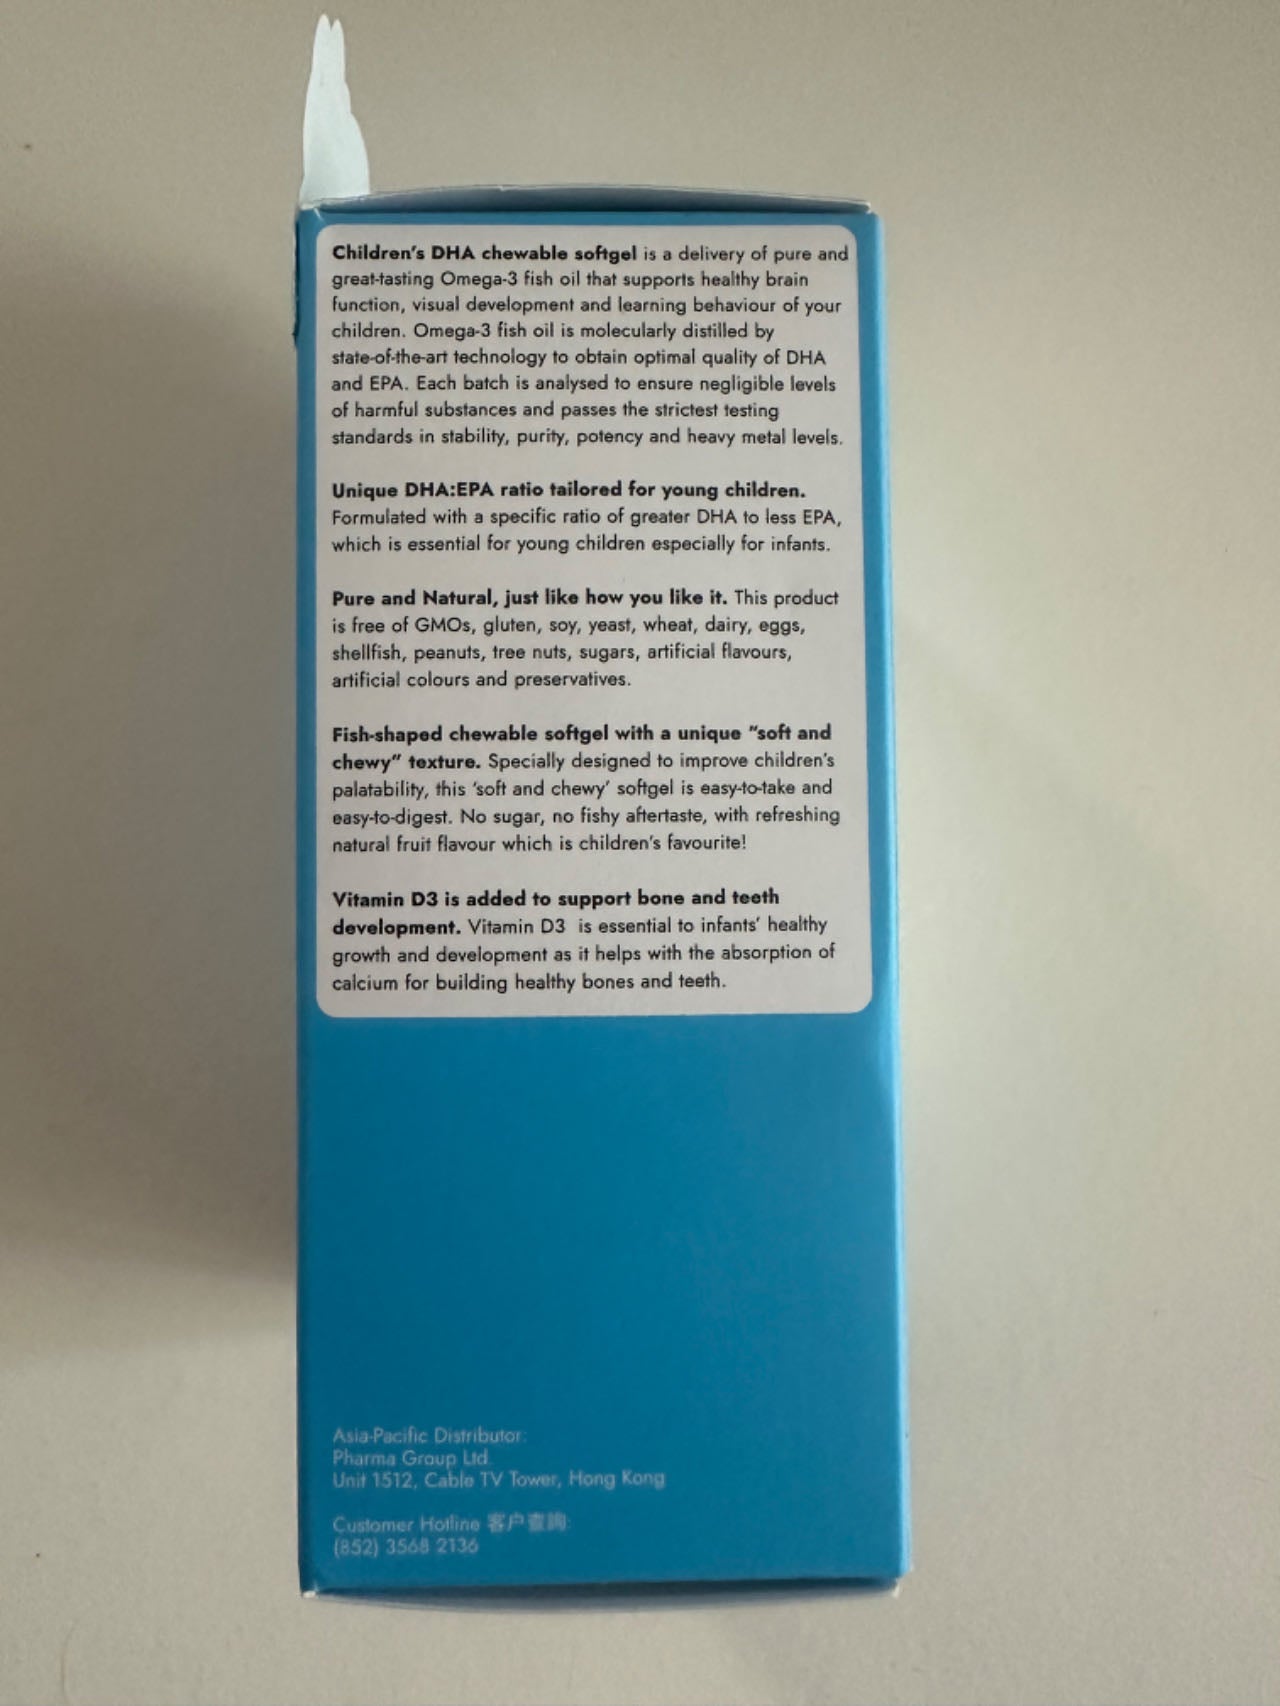 Children's DHA chewable softgel is a delivery of pure and
great-tasting Omega-3 fish oil that supports healthy brain
function, visual development and learning behaviour of your
children. Omega-3 fish oil is molecularly distilled by
state-of-the-art technology to obtain optimal quality of DHA
and EPA. Each batch is analysed to ensure negligible levels
of harmful substances and passes the strictest testing
standards in stability, purity, potency and heavy metal levels.
Unique DHA:EPA ratio tailored for young children.
Formulated with a specific ratio of greater DHA to less EPA,
which is essential for young children especially for infants.
Pure and Natural, just like how you like it. This product
is free of GMOs, gluten, soy, yeast, wheat, dairy, eggs,
shellfish, peanuts, tree nuts, sugars, artificial flavours,
artificial colours and preservatives.
Fish-shaped chewable softgel with a unique "soft and
chewy" texture. Specially designed to improve children's
palatability, this 'soft and chewy' softgel is easy-to-take and
easy-to-digest. No sugar, no fishy aftertaste, with refreshing
natural fruit flavour which is children's favourite!
Vitamin D3 is added to support bone and teeth
development. Vitamin D3 is essential to infants' healthy
growth and development as it helps with the absorption of
calcium for building healthy bones and teeth.
Asia-Pacific Distributor:
Pharma Group Ltd.
Unit 1512, Cable TV Tower, Hong Kong
Customer Hotline 客戶查詢:
(852) 3568 2136